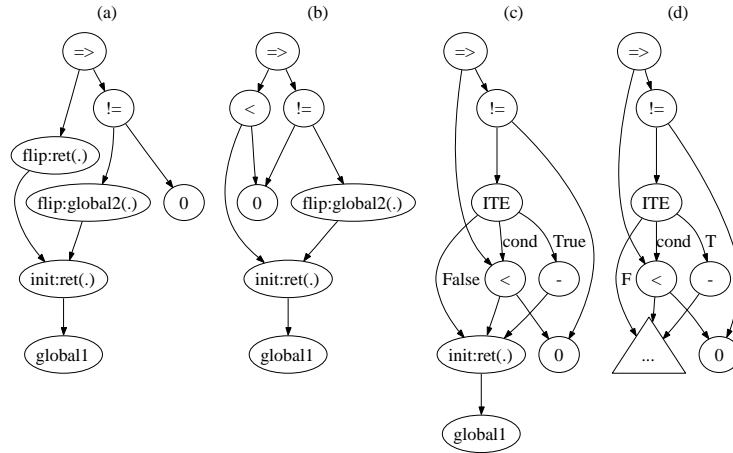 (a) (b) (c) (d)
=> => => =>
!= < != != !=
flip:ret(.)
flip:global2(.) 0 0 flip:global2(.) ITE ITE
cond True cond T
init:ret(.) init:ret(.) False < - F < -
global1 global1 init:ret(.) 0 ... 0
global1